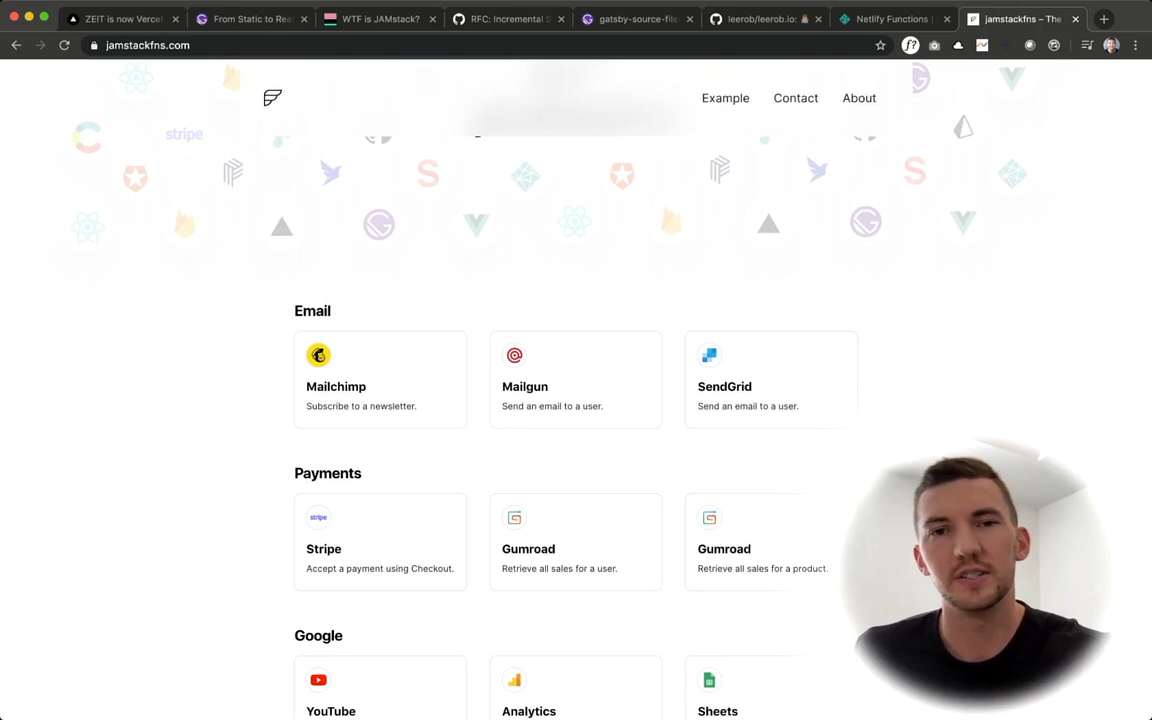 ZEIT is now Vercel
From Static to Real
WTF is JAMstack?
RFC: Incremental S
gatsby-source-file
leerob/leerob.io:
Netlify Functions |
jamstackfns – The
jamstackfns.com
f?
Example
Contact
About
stripe
Email
Mailchimp
Subscribe to a newsletter.
Mailgun
Send an email to a user.
SendGrid
Send an email to a user.
Payments
stripe
Stripe
Accept a payment using Checkout.
Gumroad
Retrieve all sales for a user.
Gumroad
Retrieve all sales for a product.
Google
YouTube
Analytics
Sheets